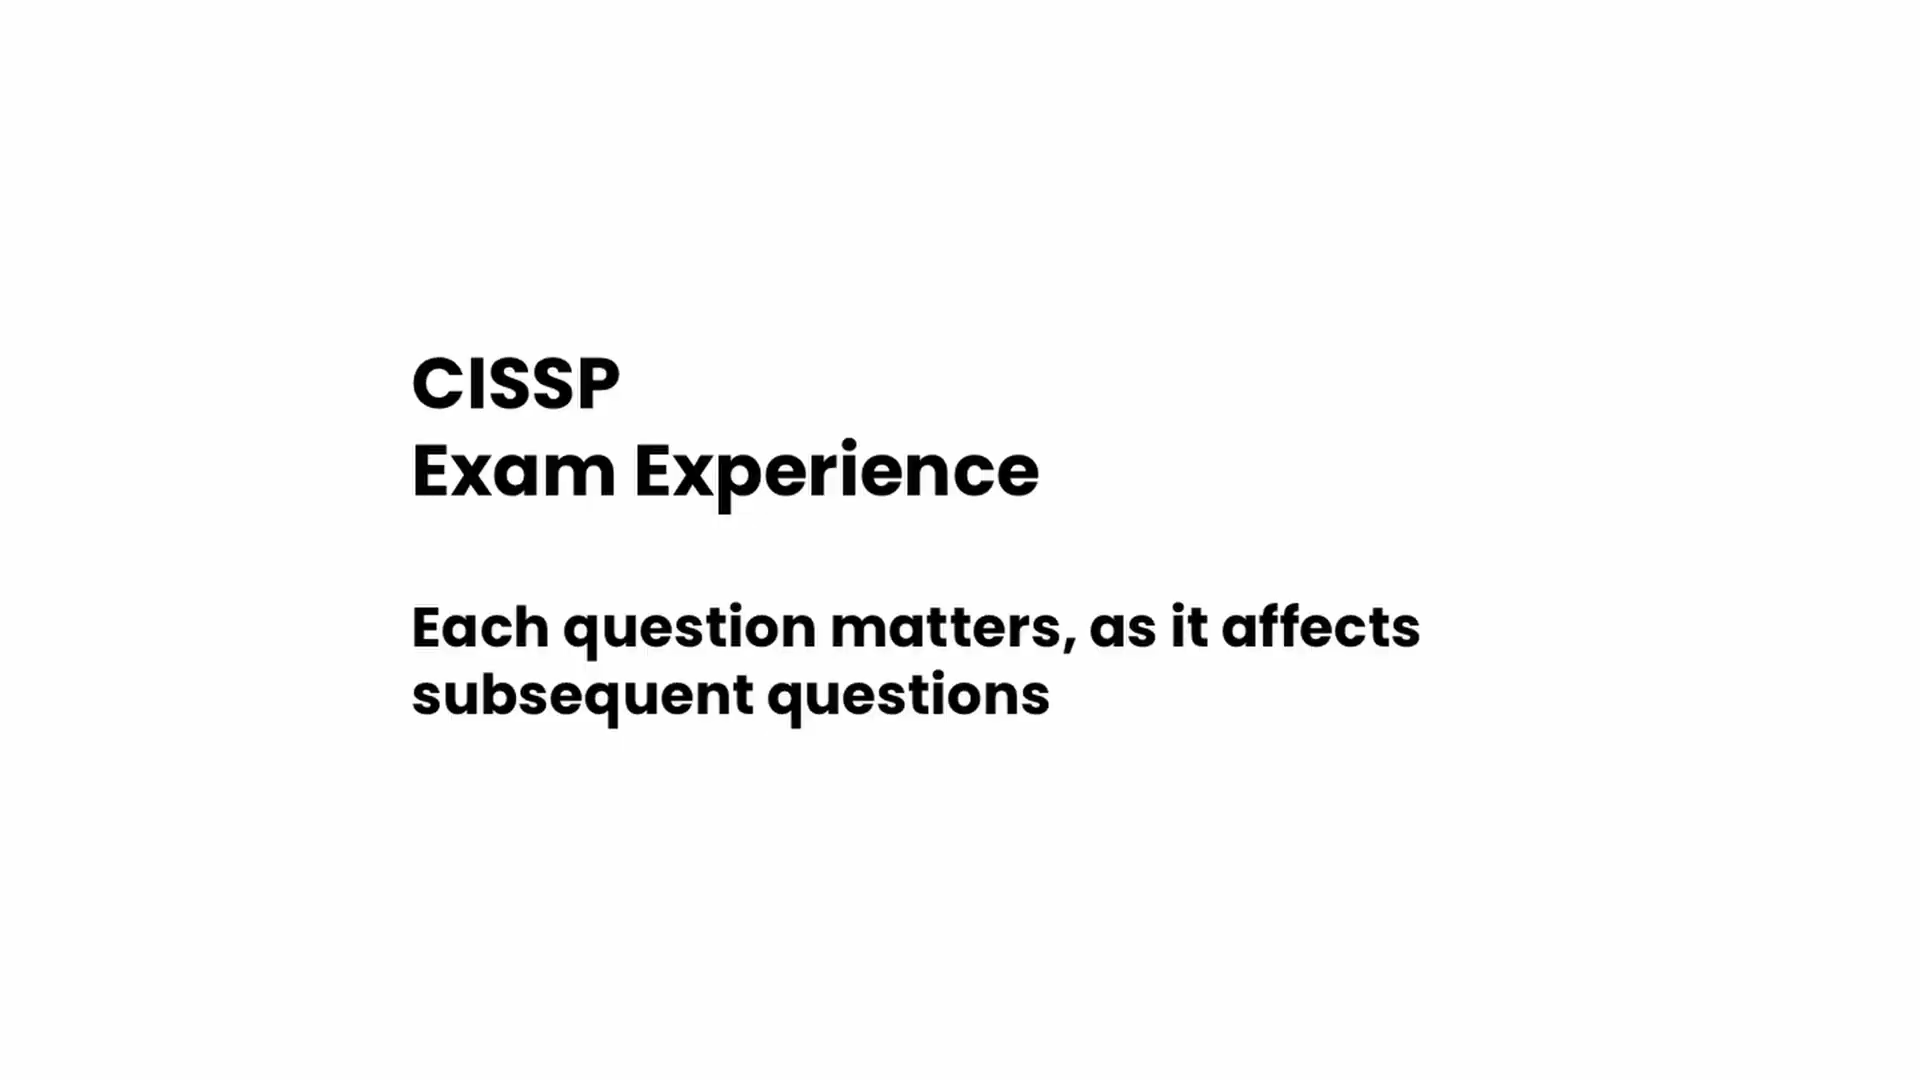 CISSP
Exam Experience
Each question matters, as it affects
subsequent questions